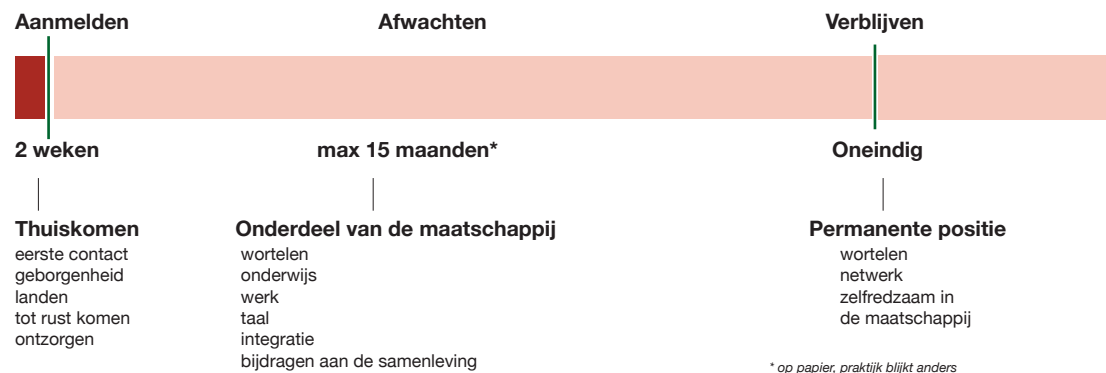 Aanmelden
Afwachten
Verblijven
2 weken
max 15 maanden*
Oneindig
Thuiskomen
eerste contact
geborgenheid
landen
tot rust komen
ontzorgen
Onderdeel van de maatschappij
wortelen
onderwijs
werk
taal
integratie
bijdragen aan de samenleving
Permanente positie
wortelen
netwerk
zelfredzaam in
de maatschappij
* op papier, praktijk blijkt anders